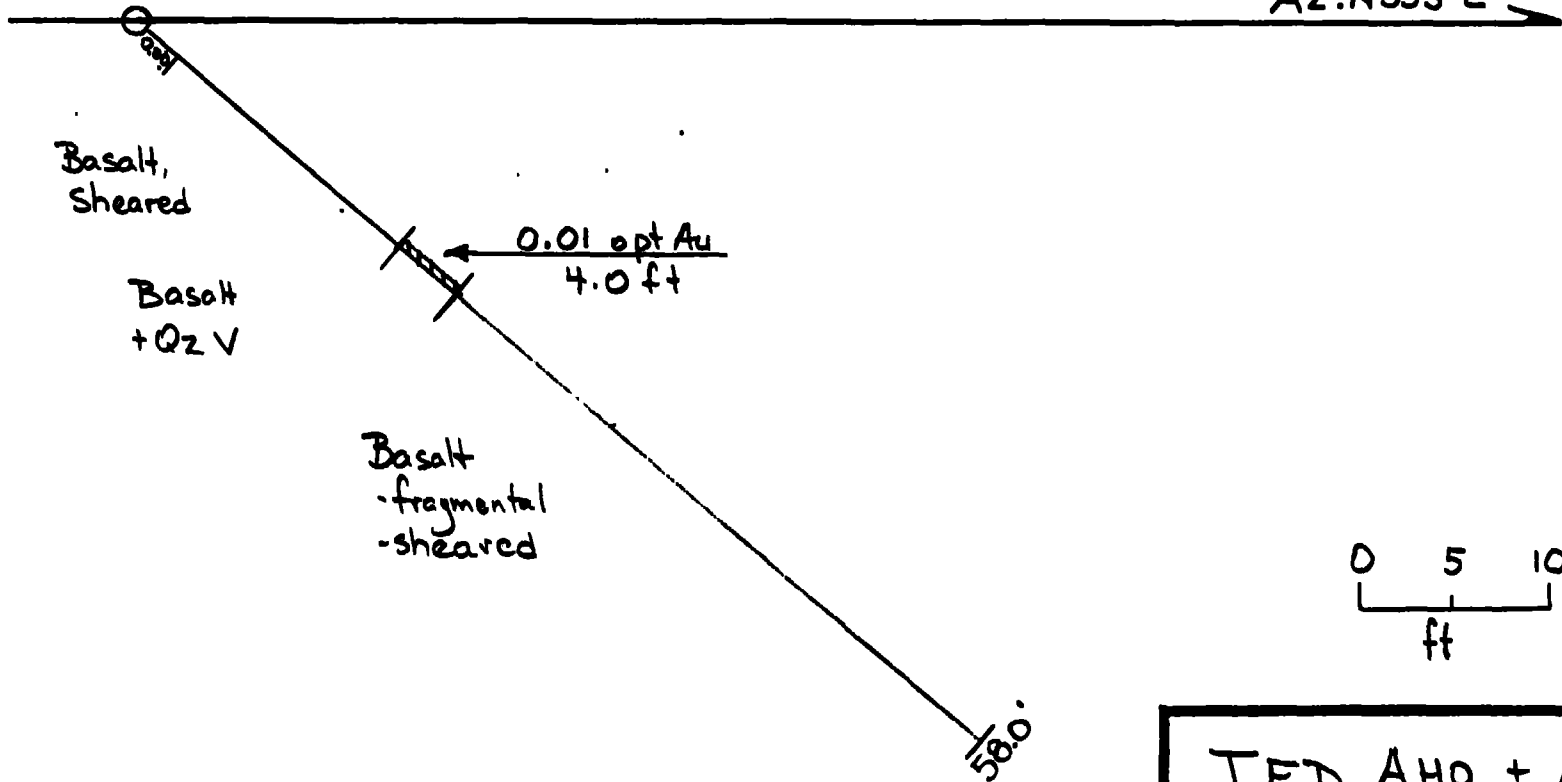 Basalt,
Sheared
0.01 opt Au
4.0 ft
Basalt
+Qz V
Basalt
-fragmental
-sheared
0 5 10
ft
58.0'
TED AHO +